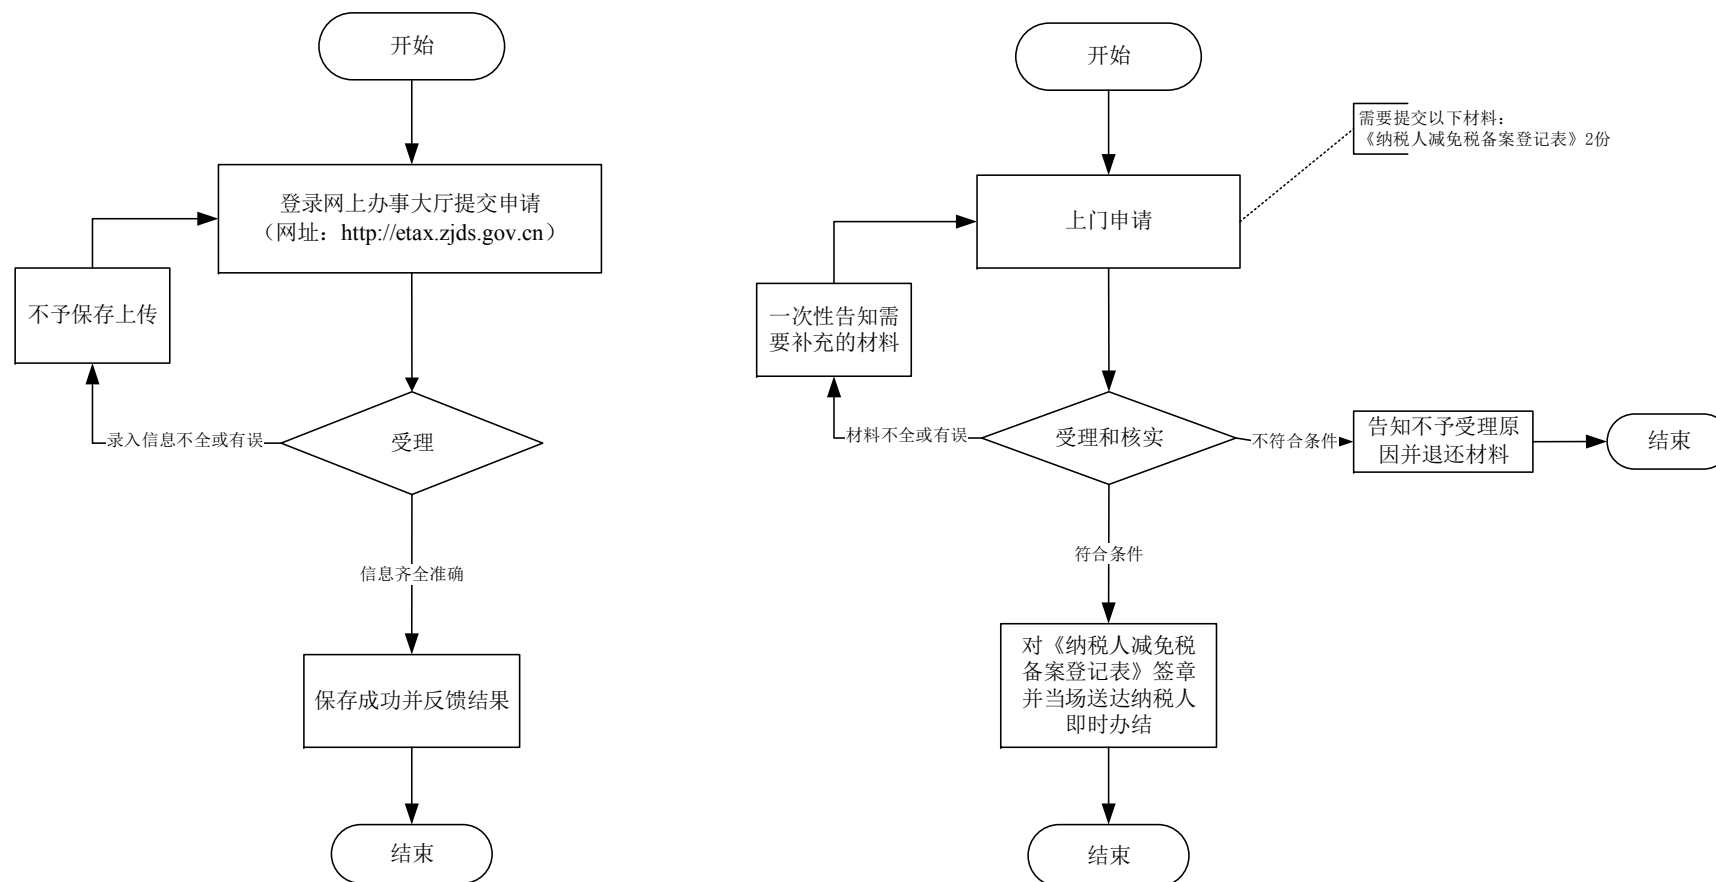 开始
登录网上办事大厅提交申请
（网址：http://etax.zjds.gov.cn）
不予保存上传
录入信息不全或有误
受理
信息齐全准确
保存成功并反馈结果
结束
开始
需要提交以下材料：
《纳税人减免税备案登记表》2份
上门申请
一次性告知需
要补充的材料
材料不全或有误
受理和核实
不符合条件
告知不予受理原
因并退还材料
结束
符合条件
对《纳税人减免税
备案登记表》签章
并当场送达纳税人
即时办结
结束